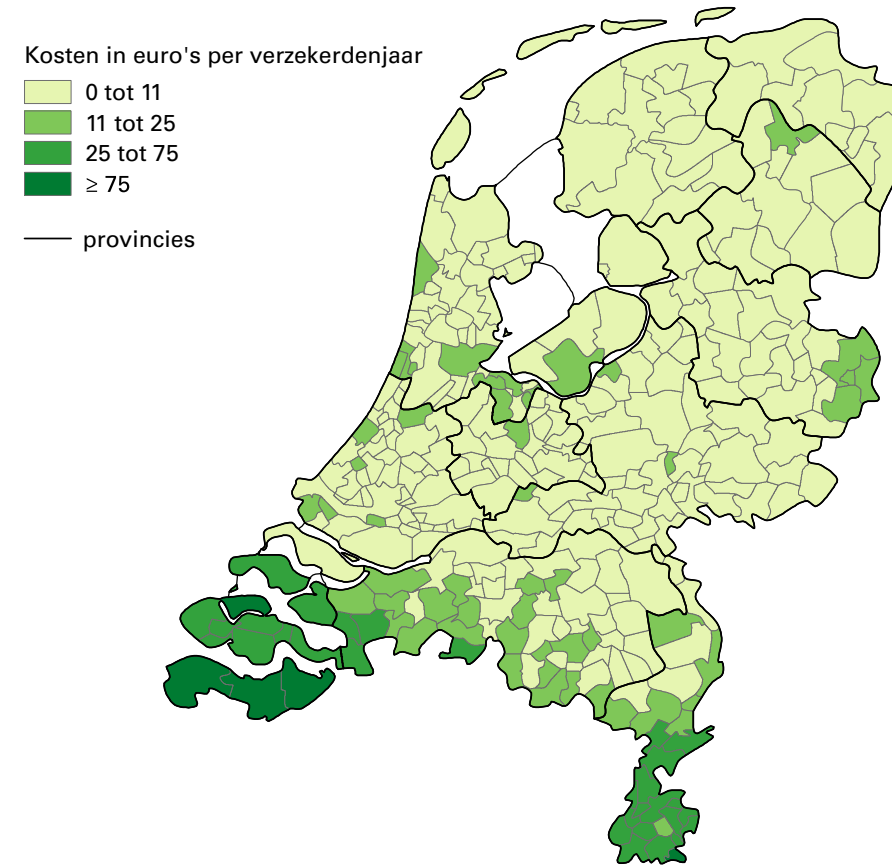 Kosten in euro's per verzekerdenjaar
0 tot 11
11 tot 25
25 tot 75
≥ 75
provincies